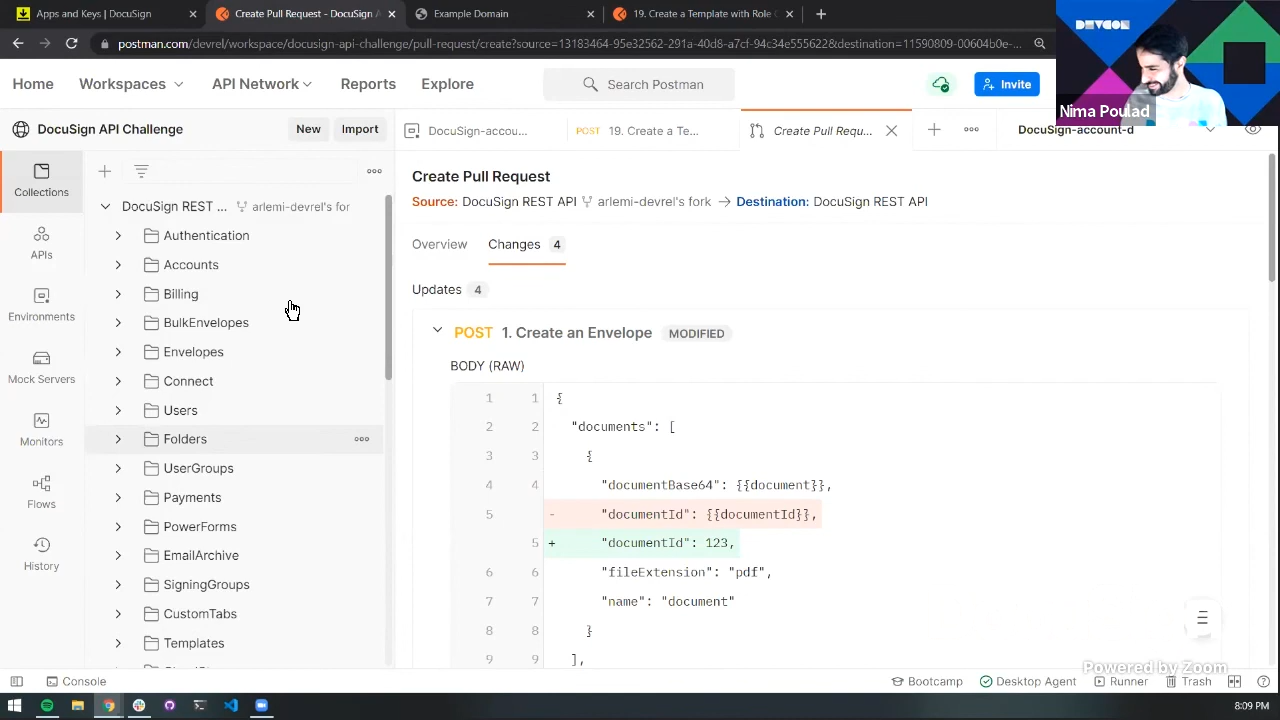 Apps and Keys | DocuSign
Create Pull Request - DocuSign A
Example Domain
19. Create a Template with Role C
postman.com/devrel/workspace/docusign-api-challenge/pull-request/create?source=13183464-95e32562-291a-40d8-a7cf-94c34e5556228&destination=11590809-00604b0e-...
DEVCON
Nima Poulad
Home
Workspaces
API Network
Reports
Explore
Search Postman
Invite
DocuSign API Challenge
New
Import
DocuSign-accou...
POST 19. Create a Te...
Create Pull Requ...
DocuSign-account-d
Collections
APIs
Environments
Mock Servers
Monitors
Flows
History
DocuSign REST ... arlemi-devrel's for
Authentication
Accounts
Billing
BulkEnvelopes
Envelopes
Connect
Users
Folders
UserGroups
Payments
PowerForms
EmailArchive
SigningGroups
CustomTabs
Templates
Create Pull Request
Source: DocuSign REST API arlemi-devrel's fork → Destination: DocuSign REST API
Overview
Changes 4
Updates 4
POST 1. Create an Envelope MODIFIED
BODY (RAW)
1 1 {
2 2 "documents": [
3 3 {
4 4 "documentBase64": {{document}},
5 - "documentId": {{documentId}},
5 + "documentId": 123,
6 6 "fileExtension": "pdf",
7 7 "name": "document"
8 8 }
9 9 ],
Powered by Zoom
Console
Bootcamp
Desktop Agent
Runner
Trash
8:09 PM